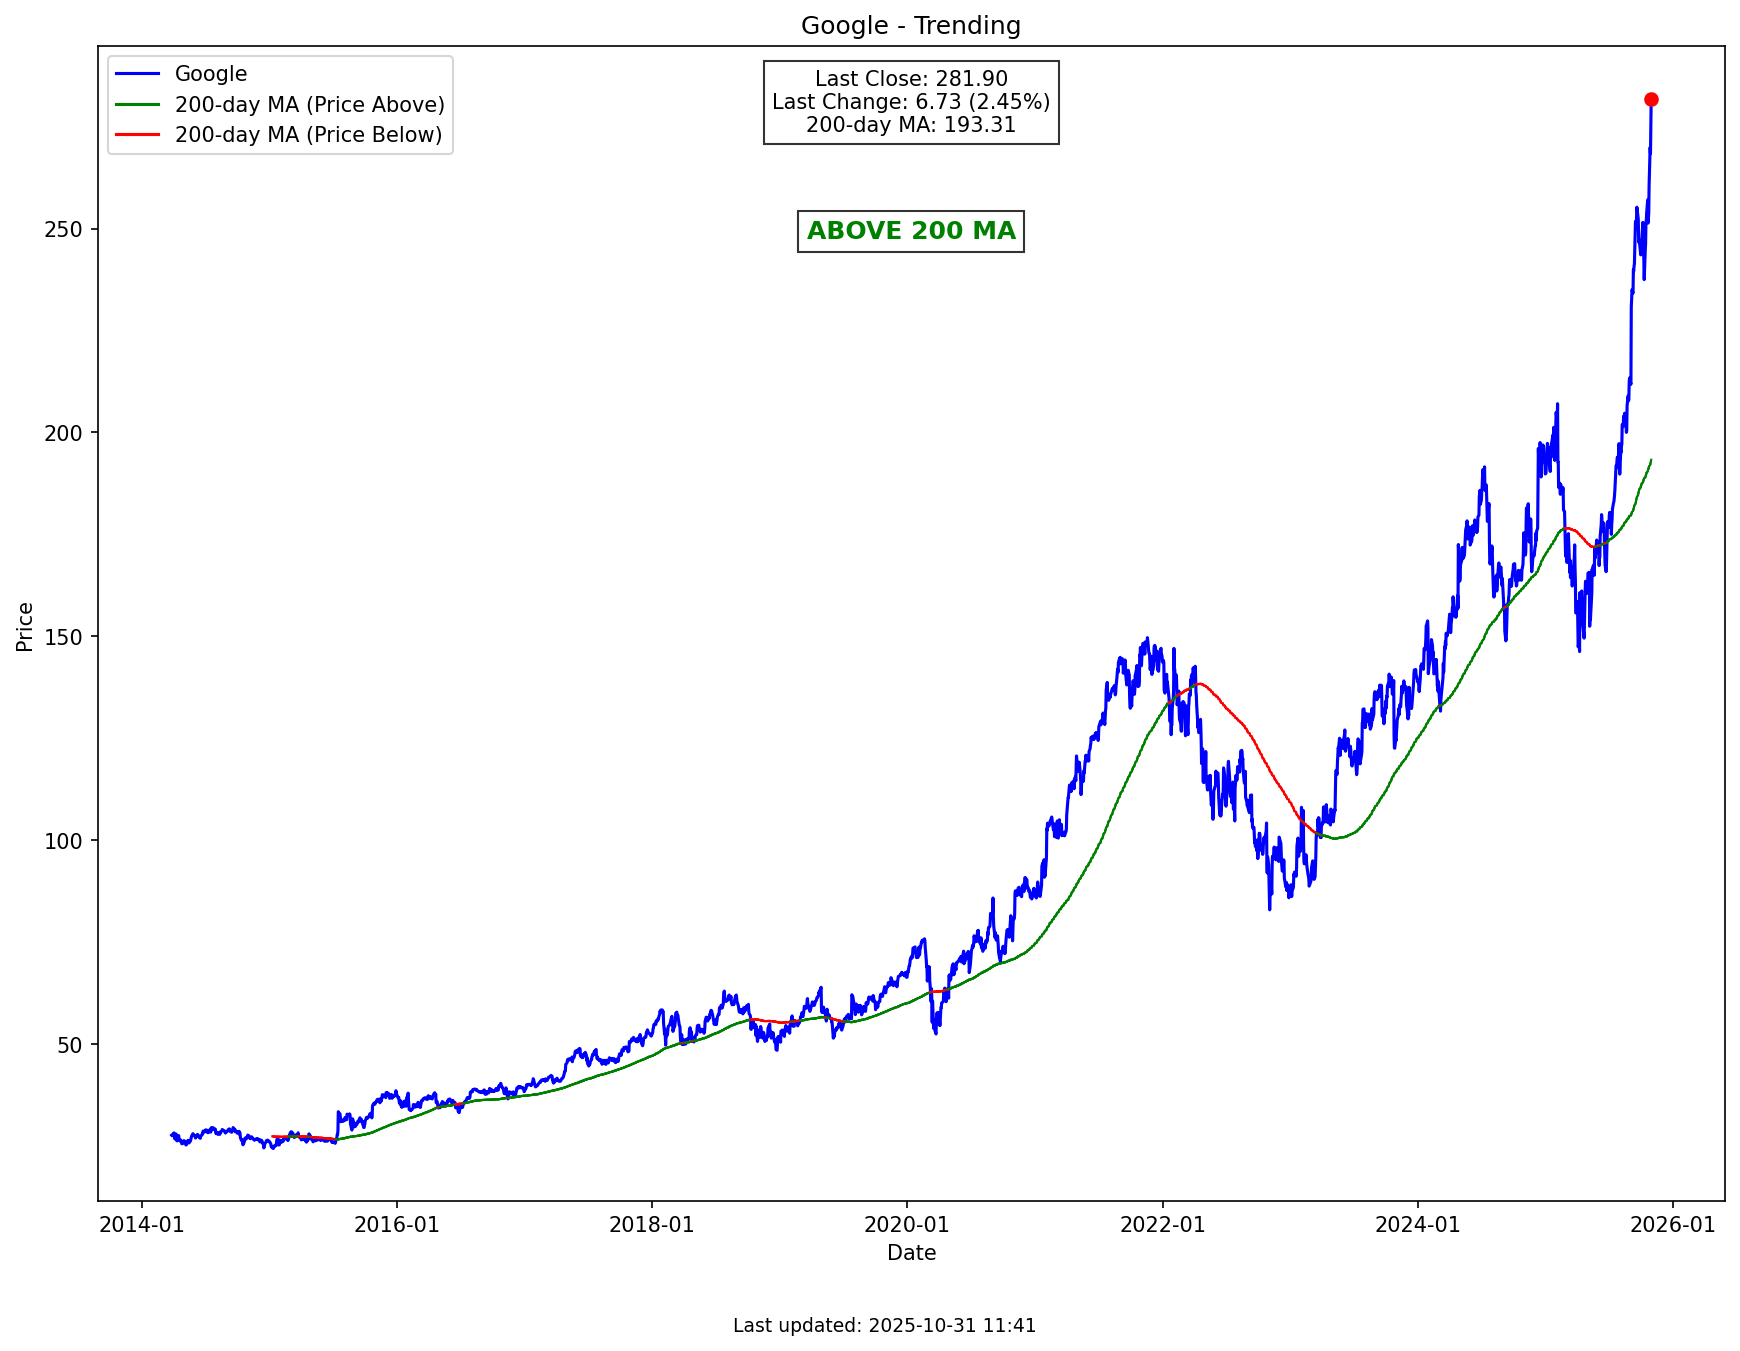 Google - Trending
Google
200-day MA (Price Above)
200-day MA (Price Below)
Last Close: 281.90
Last Change: 6.73 (2.45%)
200-day MA: 193.31
ABOVE 200 MA
Price
250
200
150
100
50
2014-01
2016-01
2018-01
2020-01
2022-01
2024-01
2026-01
Date
Last updated: 2025-10-31 11:41